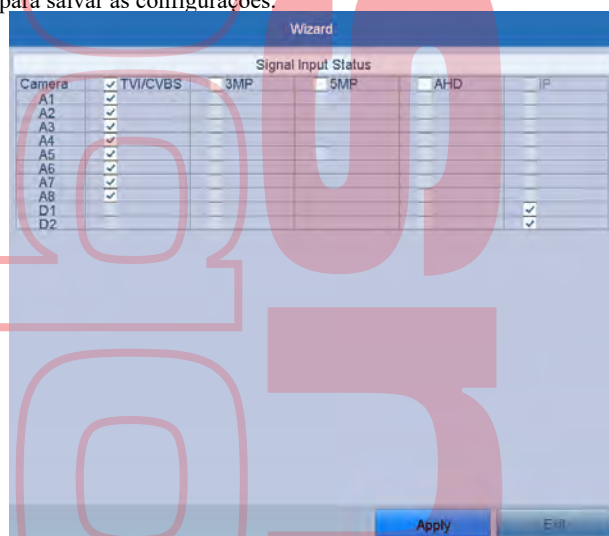 para salvar as configurações.
Wizard
Signal Input Status
Camera TVI/CVBS 3MP 5MP AHD IP
A1
A2
A3
A4
A5
A6
A7
A8
D1
D2
Apply Exit